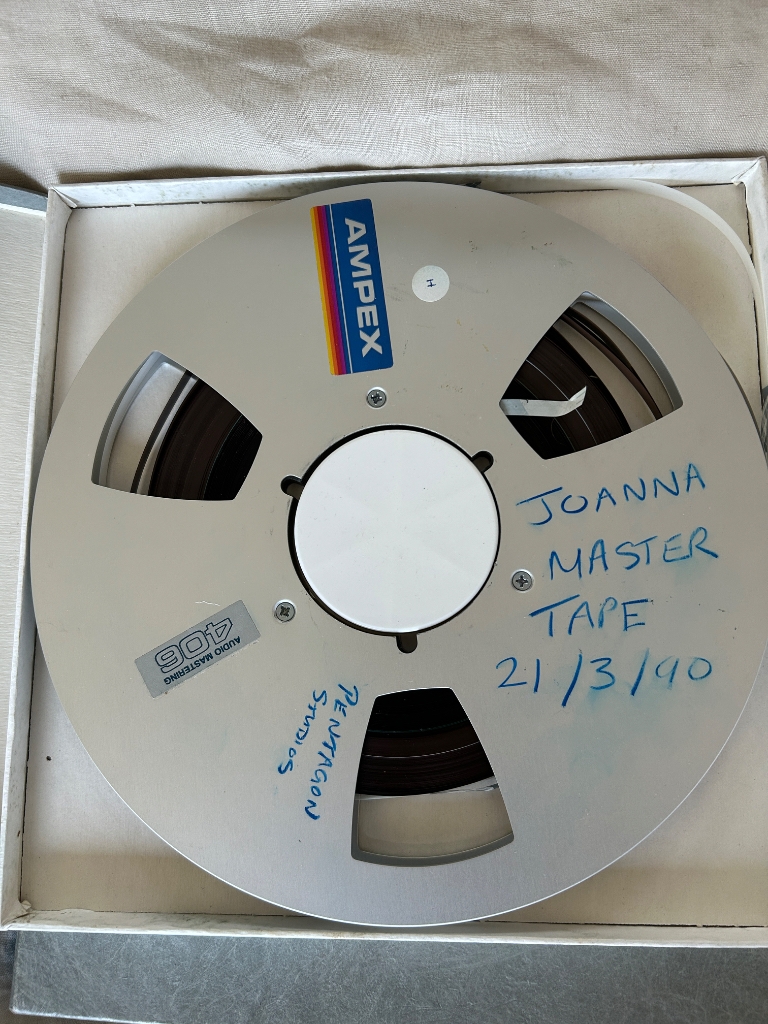 AMPEX
H
JOANNA
MASTER
TAPE
21/3/90
406
AUDIO MASTERING
PENTAGON
STUDIOS